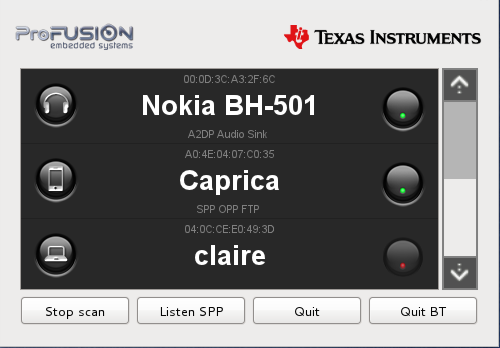 ProFUSION
embedded systems
TEXAS INSTRUMENTS
00:0D:3C:A3:2F:6C
Nokia BH-501
A2DP Audio Sink
A0:4E:04:07:C0:35
Caprica
SPP OPP FTP
04:0C:CE:E0:49:3D
claire
Stop scan
Listen SPP
Quit
Quit BT